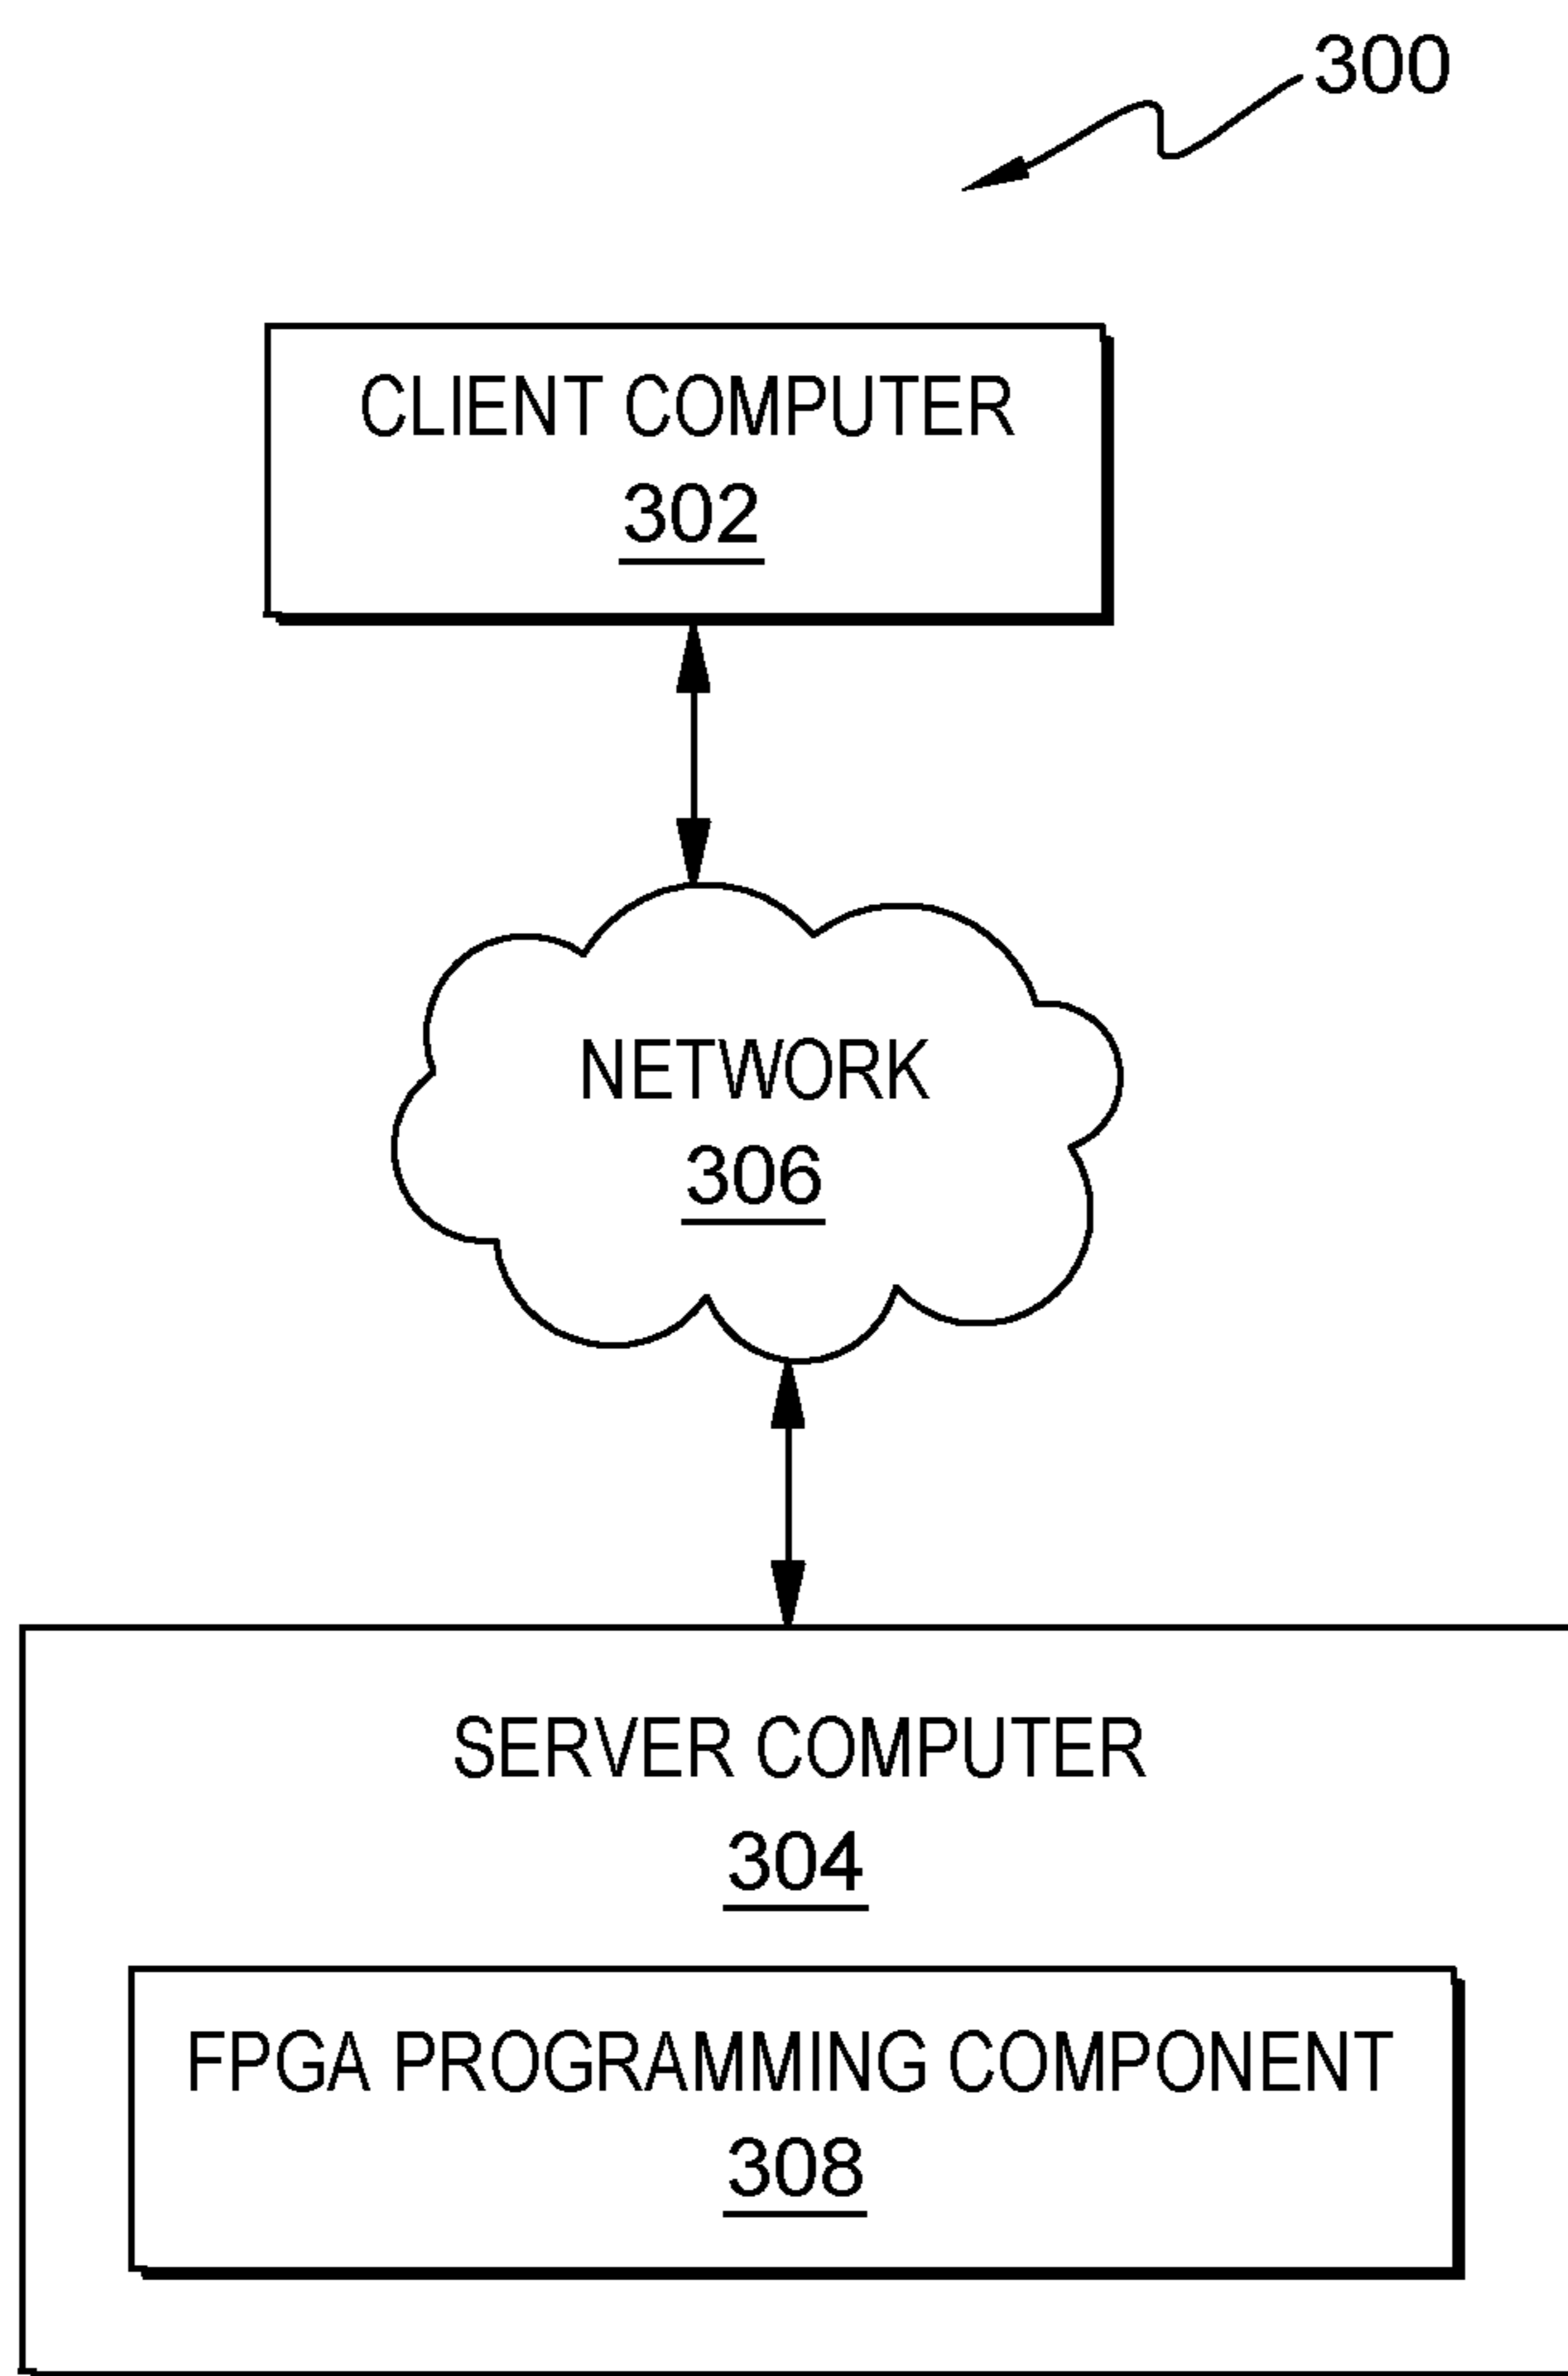 300
CLIENT COMPUTER
302
NETWORK
306
SERVER COMPUTER
304
FPGA PROGRAMMING COMPONENT
308